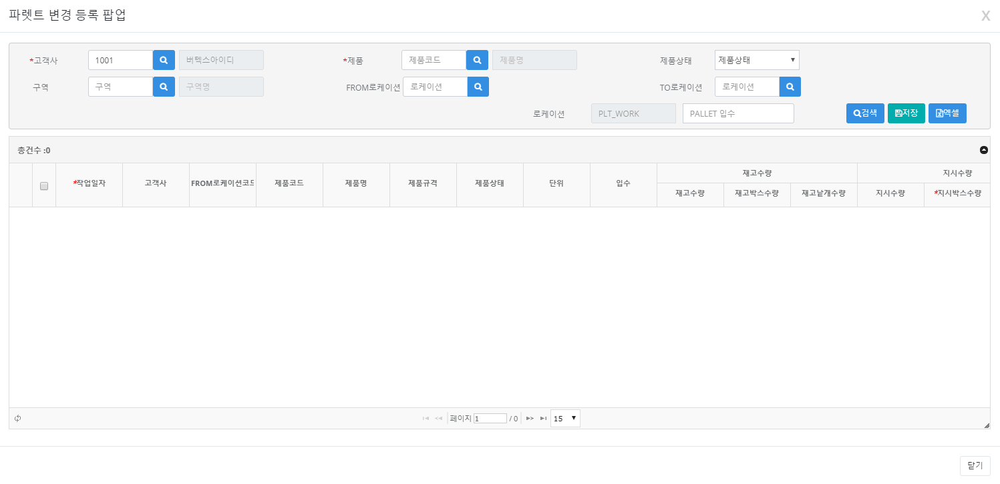 파렛트 변경 등록 팝업 X
*고객사 1001 버텍스아이디 *제품 제품코드 제품명 제품상태 제품상태
구역 구역 구역명 FROM로케이션 로케이션 TO로케이션 로케이션
로케이션 PLT_WORK PALLET 입수 검색 저장 엑셀
총건수 :0
재고수량 지시수량
*작업일자 고객사 FROM로케이션코드 제품코드 제품명 제품규격 제품상태 단위 입수
재고수량 재고박스수량 재고낱개수량 지시수량 *지시박스수량
페이지 1 / 0 15
닫기